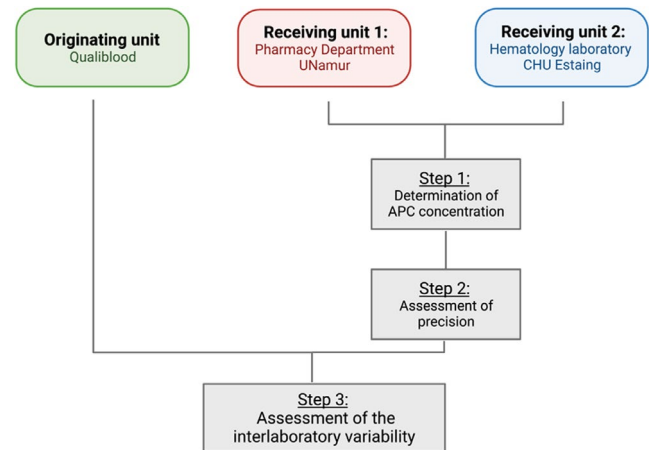 Originating unit
Qualiblood
Receiving unit 1:
Pharmacy Department
UNamur
Receiving unit 2:
Hematology laboratory
CHU Estaing
Step 1:
Determination of
APC concentration
Step 2:
Assessment of
precision
Step 3:
Assessment of the
interlaboratory variability